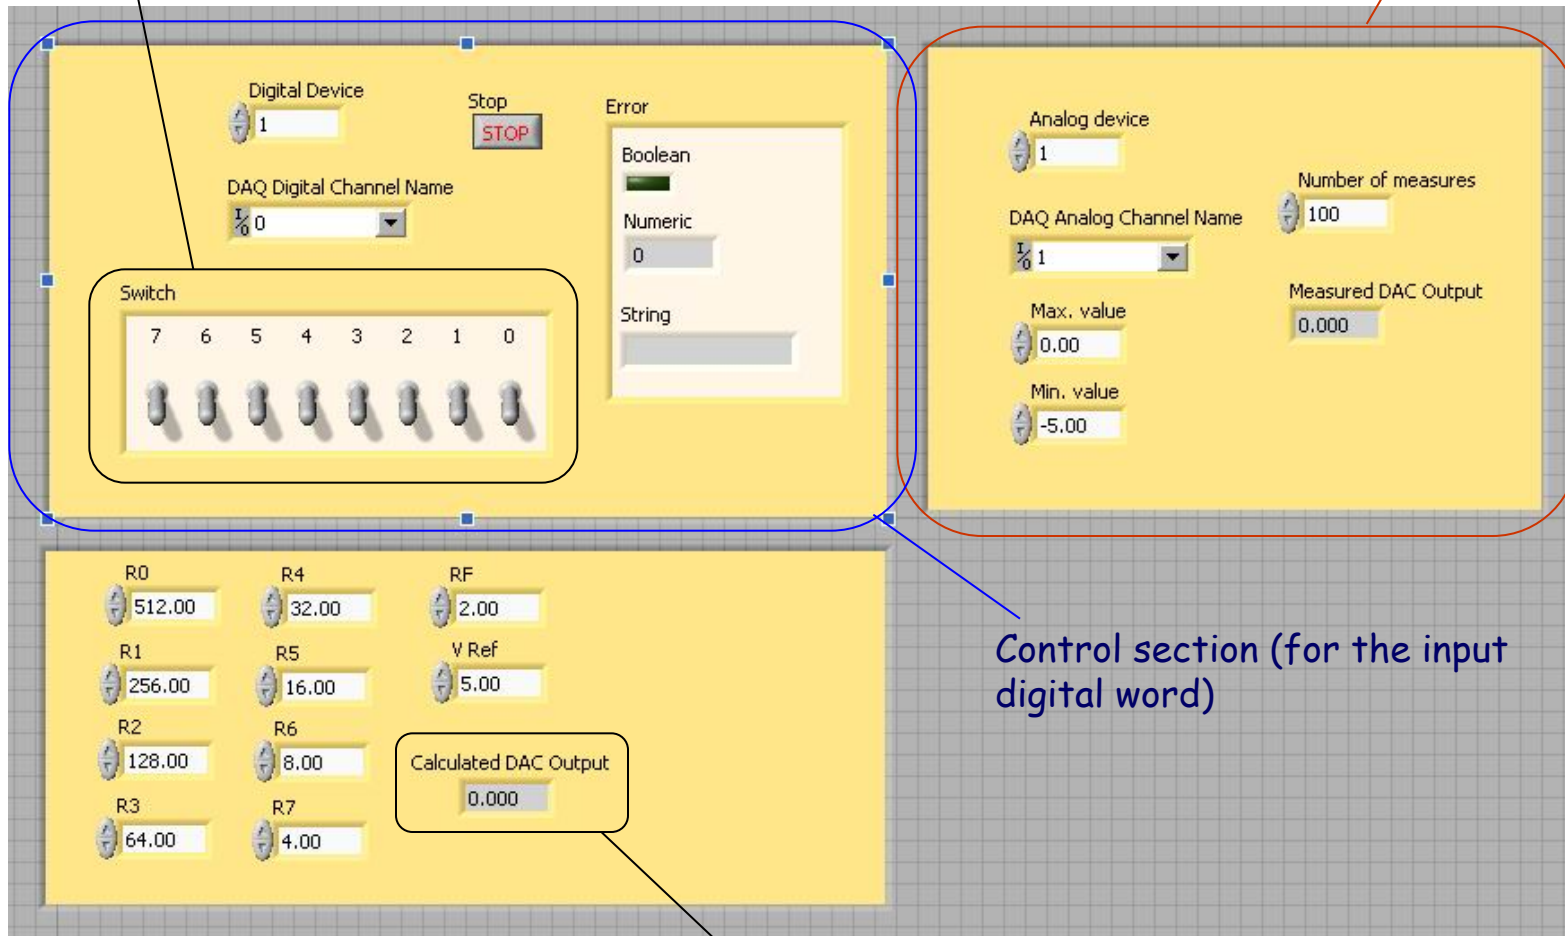 Digital Device
1
Stop
STOP
DAQ Digital Channel Name
0
Error
Boolean
Numeric
0
String
Switch
7 6 5 4 3 2 1 0
Analog device
1
Number of measures
100
DAQ Analog Channel Name
1
Max. value
0.00
Measured DAC Output
0.000
Min. value
-5.00
R0 R4 RF
512.00 32.00 2.00
R1 R5 V Ref
256.00 16.00 5.00
R2 R6
128.00 8.00
Calculated DAC Output
0.000
R3 R7
64.00 4.00
Control section (for the input
digital word)